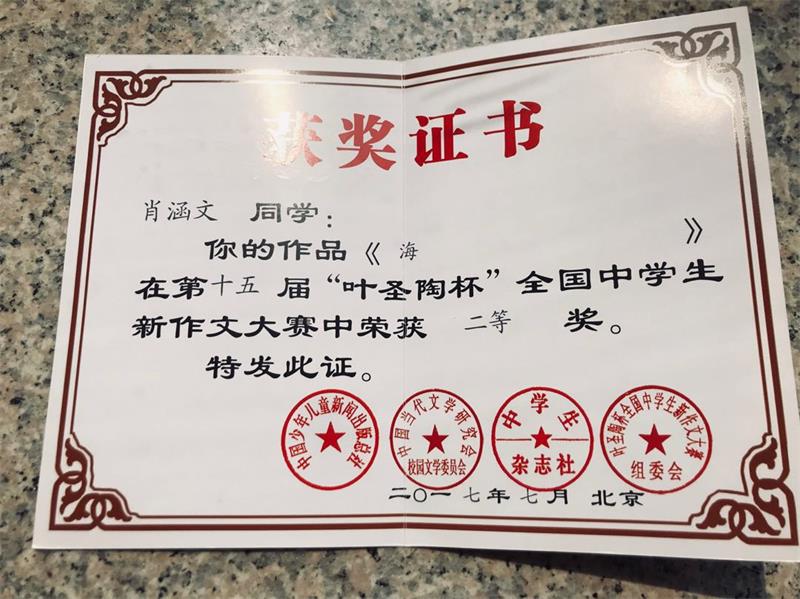 获奖证书
肖涵文 同学：
你的作品《 海 》
在第十五届“叶圣陶杯”全国中学生
新作文大赛中荣获 二等 奖。
特发此证。
中国少年儿童新闻出版总社
中国当代文学研究会
校园文学委员会
中学生
杂志社
叶圣陶杯全国中学生新作文大赛
组委会
二〇一七年七月 北京